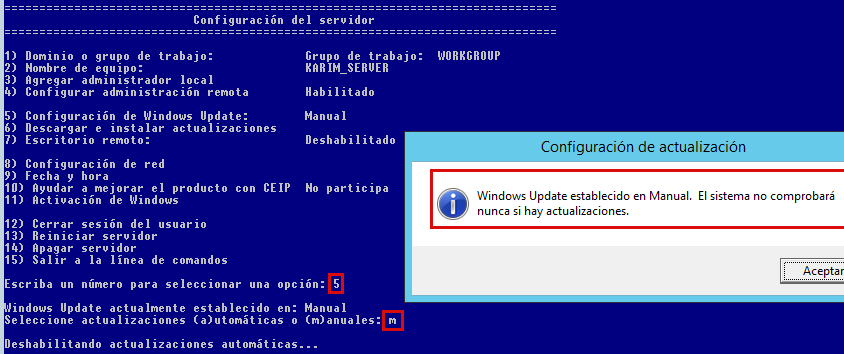 ===============================================================================
Configuración del servidor
===============================================================================
1) Dominio o grupo de trabajo: Grupo de trabajo: WORKGROUP
2) Nombre de equipo: KARIM_SERVER
3) Agregar administrador local
4) Configurar administración remota Habilitado
5) Configuración de Windows Update: Manual
6) Descargar e instalar actualizaciones
7) Escritorio remoto: Deshabilitado
8) Configuración de red
9) Fecha y hora
10) Ayudar a mejorar el producto con CEIP No participa
11) Activación de Windows
12) Cerrar sesión del usuario
13) Reiniciar servidor
14) Apagar servidor
15) Salir a la línea de comandos
Escriba un número para seleccionar una opción: 5
Windows Update actualmente establecido en: Manual
Seleccione actualizaciones (a)utomáticas o (m)anuales: m
Deshabilitando actualizaciones automáticas...
Configuración de actualización
Windows Update establecido en Manual. El sistema no comprobará
nunca si hay actualizaciones.
Aceptar